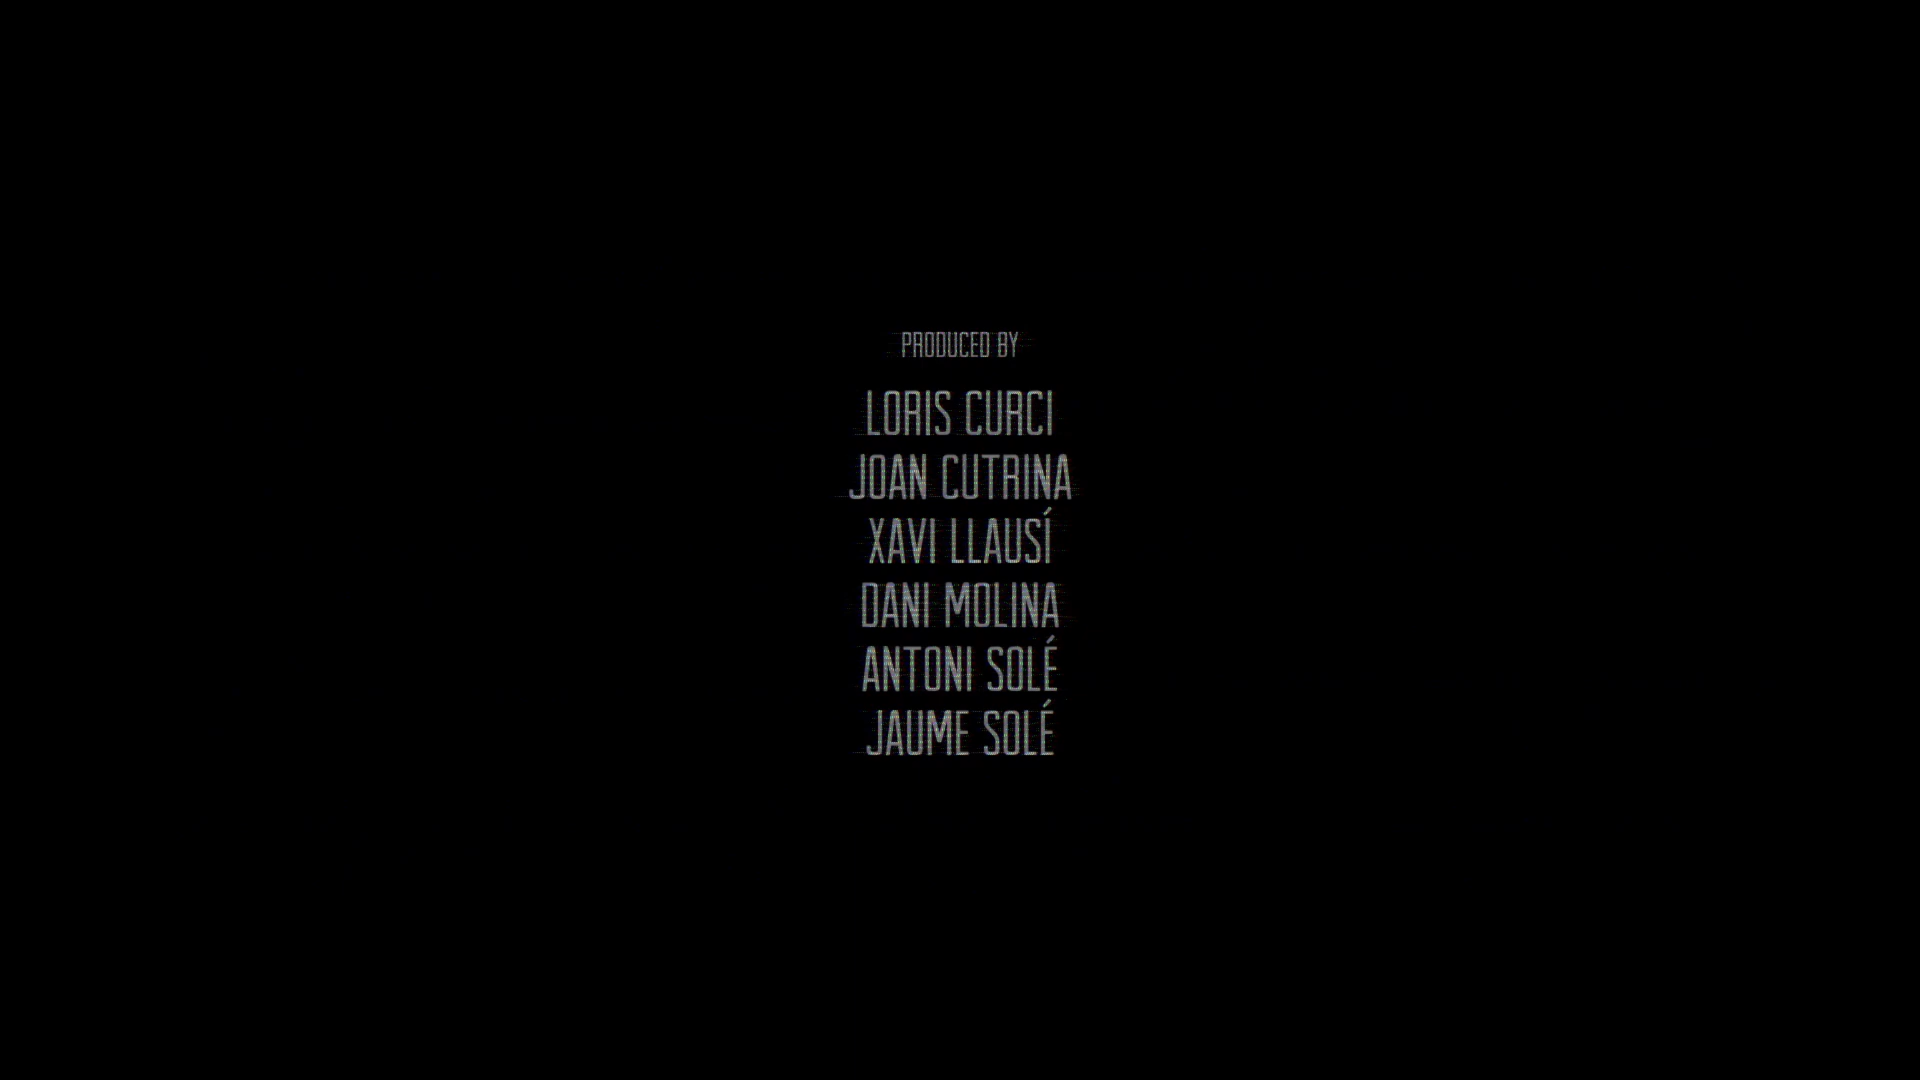 PRODUCED BY
LORIS CURCI
JOAN CUTRINA
XAVI LLAUSÍ
DANI MOLINA
ANTONI SOLÉ
JAUME SOLÉ